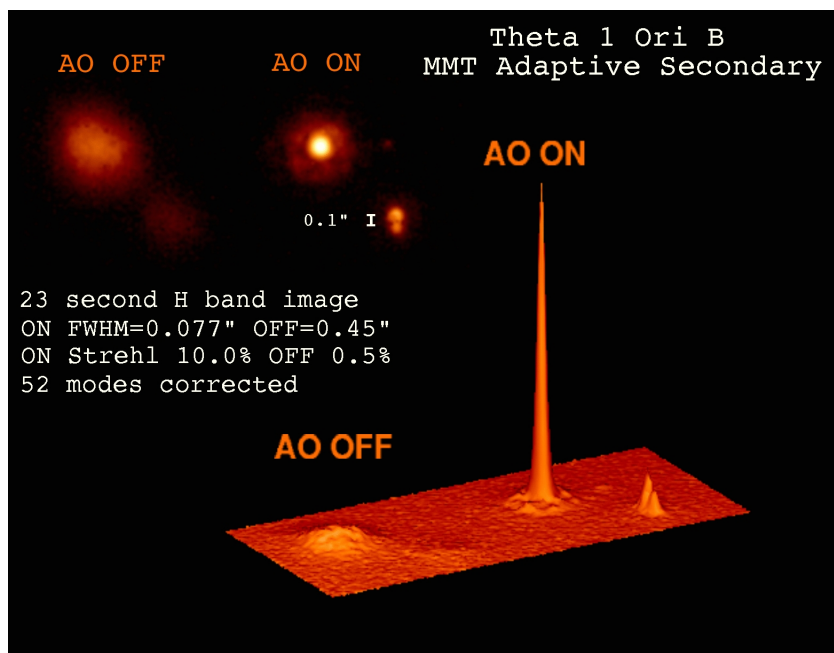 Theta 1 Ori B
MMT Adaptive Secondary
AO OFF
AO ON
0.1" I
AO ON
23 second H band image
ON FWHM=0.077" OFF=0.45"
ON Strehl 10.0% OFF 0.5%
52 modes corrected
AO OFF